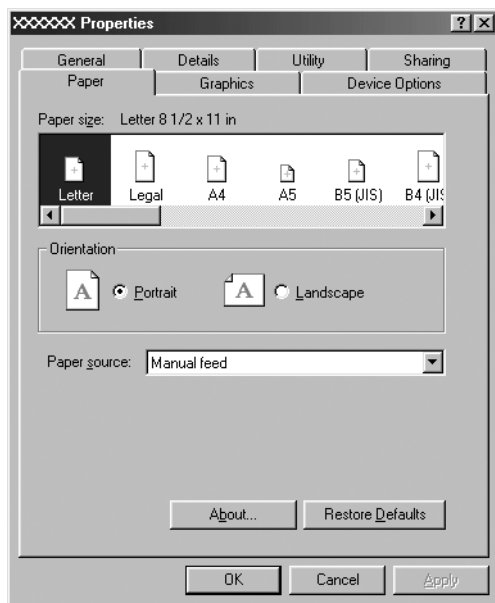 XXXXXX Properties
General Details Utility Sharing
Paper Graphics Device Options
Paper size: Letter 8 1/2 x 11 in
Letter Legal A4 A5 B5 (JIS) B4 (JIS
Orientation
A Portrait A Landscape
Paper source: Manual feed
About... Restore Defaults
OK Cancel Apply